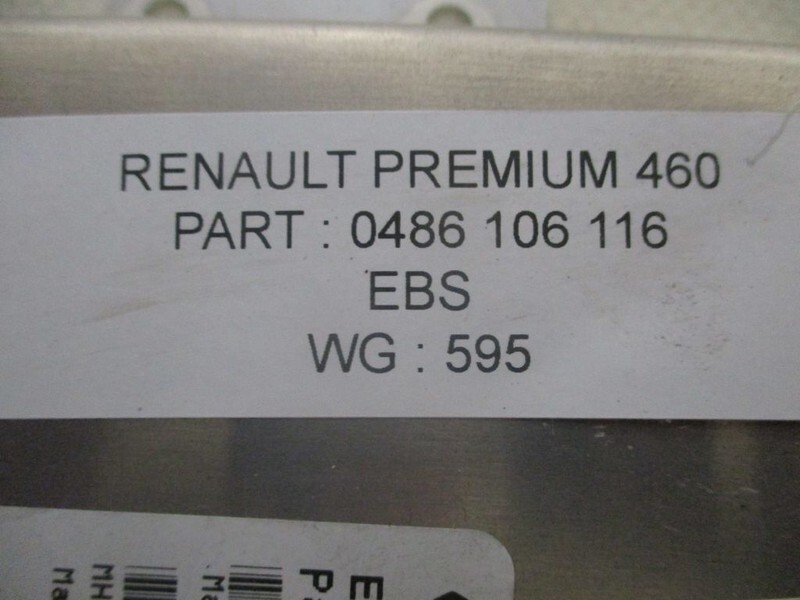 RENAULT PREMIUM 460
PART : 0486 106 116
EBS
WG : 595